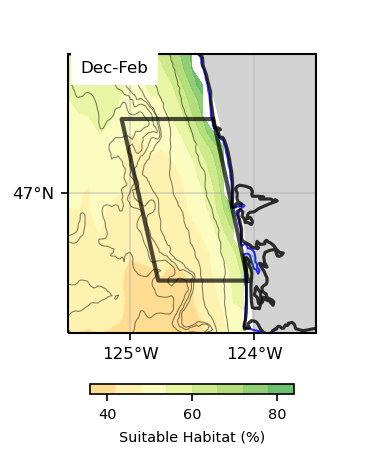 Dec-Feb
47°N
125°W 124°W
40 60 80
Suitable Habitat (%)